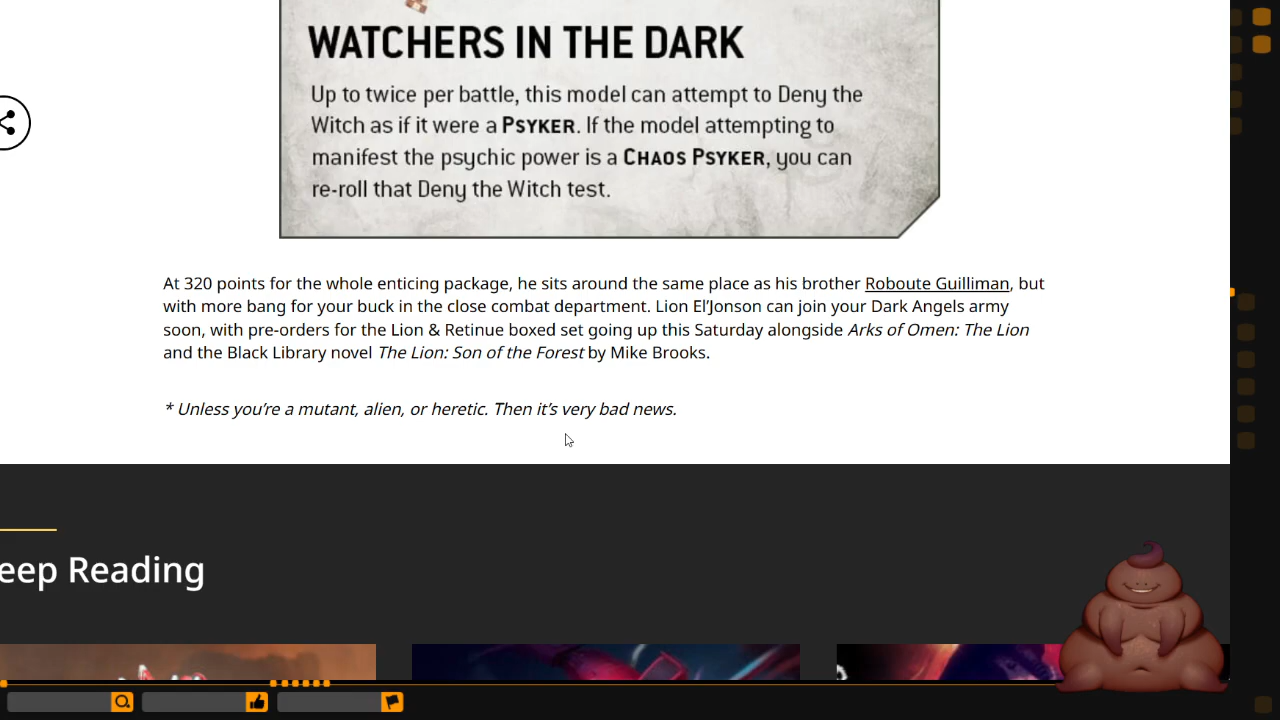 WATCHERS IN THE DARK
Up to twice per battle, this model can attempt to Deny the
Witch as if it were a PSYKER. If the model attempting to
manifest the psychic power is a CHAOS PSYKER, you can
re-roll that Deny the Witch test.
At 320 points for the whole enticing package, he sits around the same place as his brother Roboute Guilliman, but
with more bang for your buck in the close combat department. Lion El’Jonson can join your Dark Angels army
soon, with pre-orders for the Lion & Retinue boxed set going up this Saturday alongside Arks of Omen: The Lion
and the Black Library novel The Lion: Son of the Forest by Mike Brooks.
* Unless you’re a mutant, alien, or heretic. Then it’s very bad news.
eep Reading